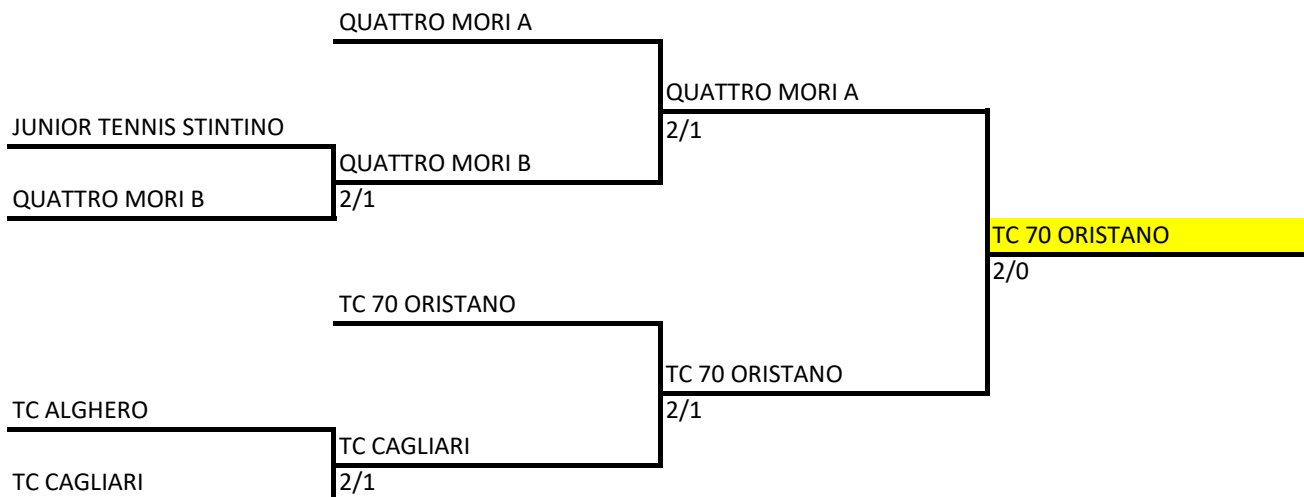 QUATTRO MORI A
QUATTRO MORI A
JUNIOR TENNIS STINTINO
2/1
QUATTRO MORI B
QUATTRO MORI B
2/1
TC 70 ORISTANO
2/0
TC 70 ORISTANO
TC 70 ORISTANO
TC ALGHERO
2/1
TC CAGLIARI
TC CAGLIARI
2/1